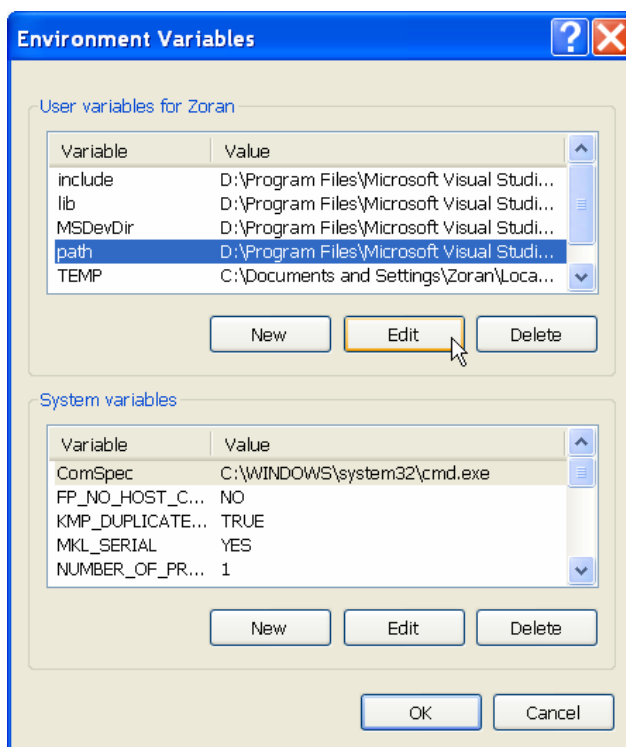 Environment Variables
User variables for Zoran
Variable Value
include D:\Program Files\Microsoft Visual Studi...
lib D:\Program Files\Microsoft Visual Studi...
MSDevDir D:\Program Files\Microsoft Visual Studi...
path D:\Program Files\Microsoft Visual Studi...
TEMP C:\Documents and Settings\Zoran\Loca...
New Edit Delete
System variables
Variable Value
ComSpec C:\WINDOWS\system32\cmd.exe
FP_NO_HOST_C... NO
KMP_DUPLICATE... TRUE
MKL_SERIAL YES
NUMBER_OF_PR... 1
New Edit Delete
OK Cancel